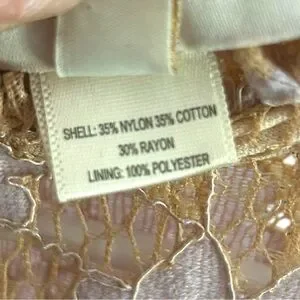 SHELL: 35% NYLON 35% COTTON
30% RAYON
LINING: 100% POLYESTER